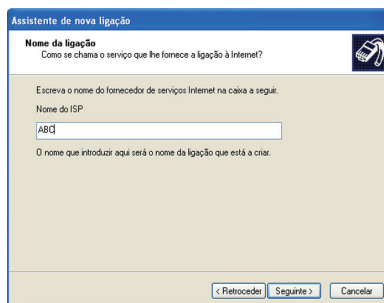 Assistente de nova ligação
Nome da ligação
Como se chama o serviço que lhe fornece a ligação à Internet?
Escreva o nome do fornecedor de serviços Internet na caixa a seguir.
Nome do ISP
ABC
O nome que introduzir aqui será o nome da ligação que está a criar.
< Retroceder Seguinte > Cancelar